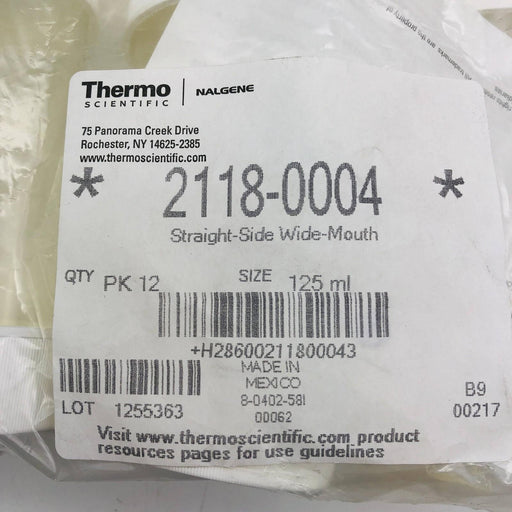 Thermo
SCIENTIFIC
NALGENE
75 Panorama Creek Drive
Rochester, NY 14625-2385
www.thermoscientific.com
* 2118-0004 *
Straight-Side Wide-Mouth
QTY PK 12 SIZE 125 ml
+H28600211800043
MADE IN
MEXICO
8-0402-58I
00062
LOT 1255363
B9
00217
Visit www.thermoscientific.com product
resources pages for use guidelines